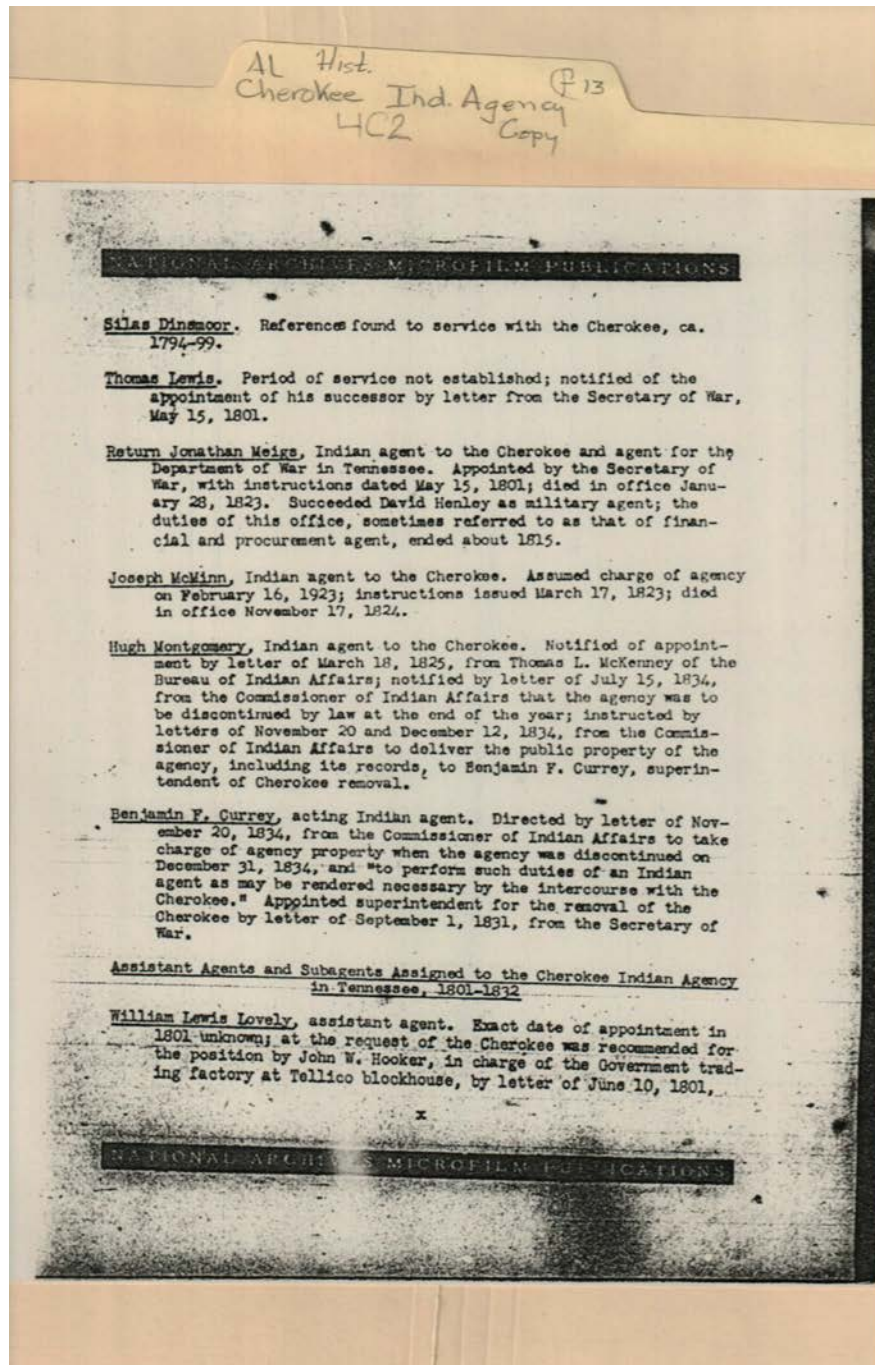 AL Hist.
Cherokee Ind. Agency F 13
4C2 Copy
NATIONAL ARCHIVES MICROFILM PUBLICATIONS
Silas Dinsmoor. References found to service with the Cherokee, ca.
1794-99.
Thomas Lewis. Period of service not established; notified of the
appointment of his successor by letter from the Secretary of War,
May 15, 1801.
Return Jonathan Meigs, Indian agent to the Cherokee and agent for the
Department of War in Tennessee. Appointed by the Secretary of
War, with instructions dated May 15, 1801; died in office Janu-
ary 28, 1823. Succeeded David Henley as military agent; the
duties of this office, sometimes referred to as that of finan-
cial and procurement agent, ended about 1815.
Joseph McMinn, Indian agent to the Cherokee. Assumed charge of agency
on February 16, 1923; instructions issued March 17, 1823; died
in office November 17, 1824.
Hugh Montgomery, Indian agent to the Cherokee. Notified of appoint-
ment by letter of March 18, 1825, from Thomas L. McKenney of the
Bureau of Indian Affairs; notified by letter of July 15, 1834,
from the Commissioner of Indian Affairs that the agency was to
be discontinued by law at the end of the year; instructed by
letters of November 20 and December 12, 1834, from the Commis-
sioner of Indian Affairs to deliver the public property of the
agency, including its records, to Benjamin F. Currey, superin-
tendent of Cherokee removal.
Benjamin F. Currey, acting Indian agent. Directed by letter of Nov-
ember 20, 1834, from the Commissioner of Indian Affairs to take
charge of agency property when the agency was discontinued on
December 31, 1834, and "to perform such duties of an Indian
agent as may be rendered necessary by the intercourse with the
Cherokee." Appointed superintendent for the removal of the
Cherokee by letter of September 1, 1831, from the Secretary of
War.
Assistant Agents and Subagents Assigned to the Cherokee Indian Agency
in Tennessee, 1801-1832
William Lewis Lovely, assistant agent. Exact date of appointment in
1801 unknown; at the request of the Cherokee was recommended for
the position by John W. Hooker, in charge of the Government trad-
ing factory at Tellico blockhouse, by letter of June 10, 1801,
x
NATIONAL ARCHIVES MICROFILM PUBLICATIONS